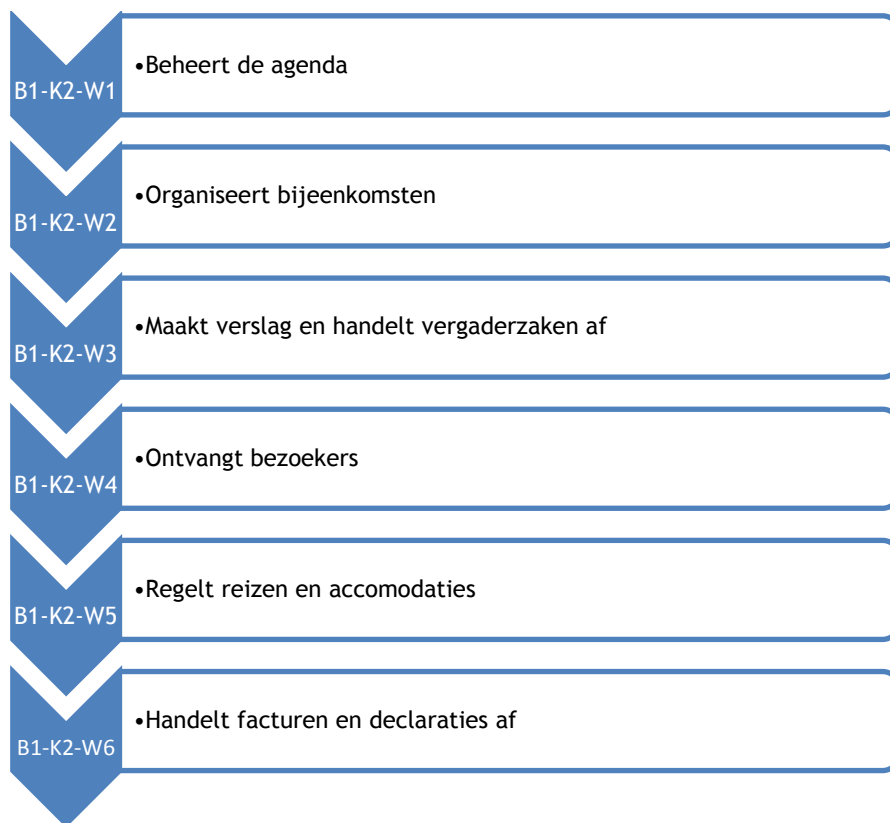 B1-K2-W1
•Beheert de agenda
B1-K2-W2
•Organiseert bijeenkomsten
B1-K2-W3
•Maakt verslag en handelt vergaderzaken af
B1-K2-W4
•Ontvangt bezoekers
B1-K2-W5
•Regelt reizen en accomodaties
B1-K2-W6
•Handelt facturen en declaraties af